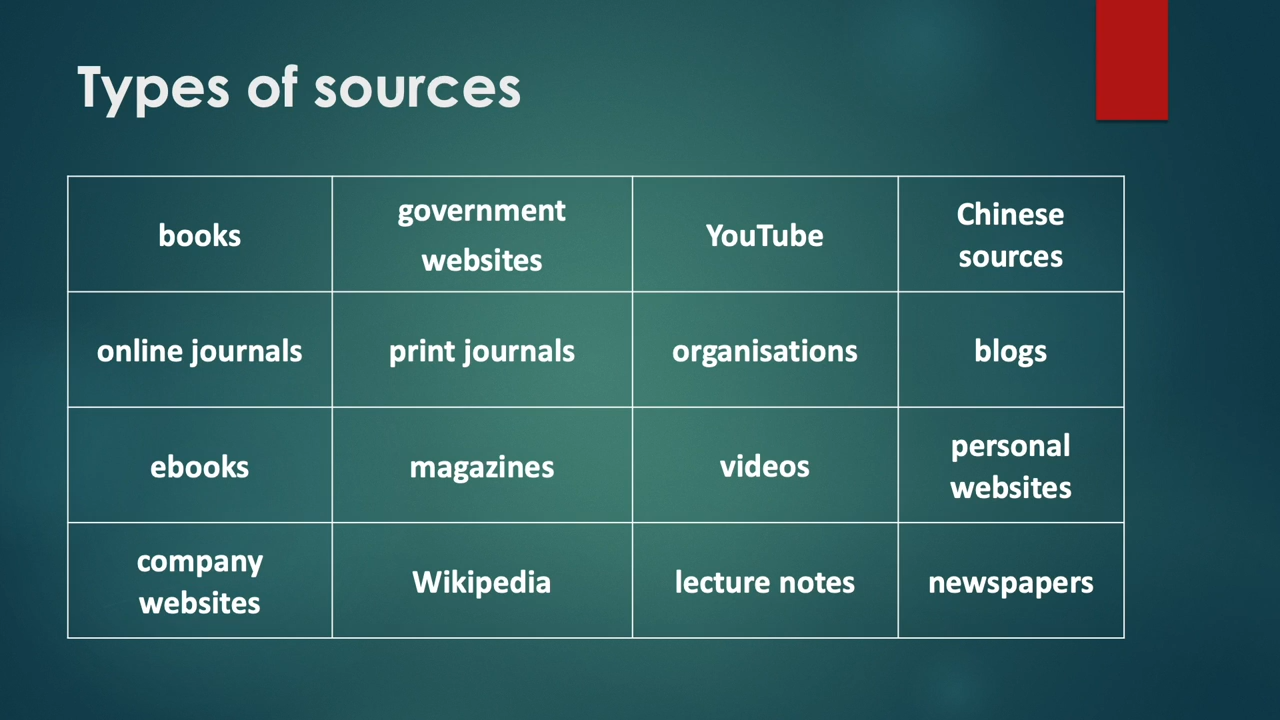 Types of sources
books
government
websites
YouTube
Chinese
sources
online journals
print journals
organisations
blogs
ebooks
magazines
videos
personal
websites
company
websites
Wikipedia
lecture notes
newspapers